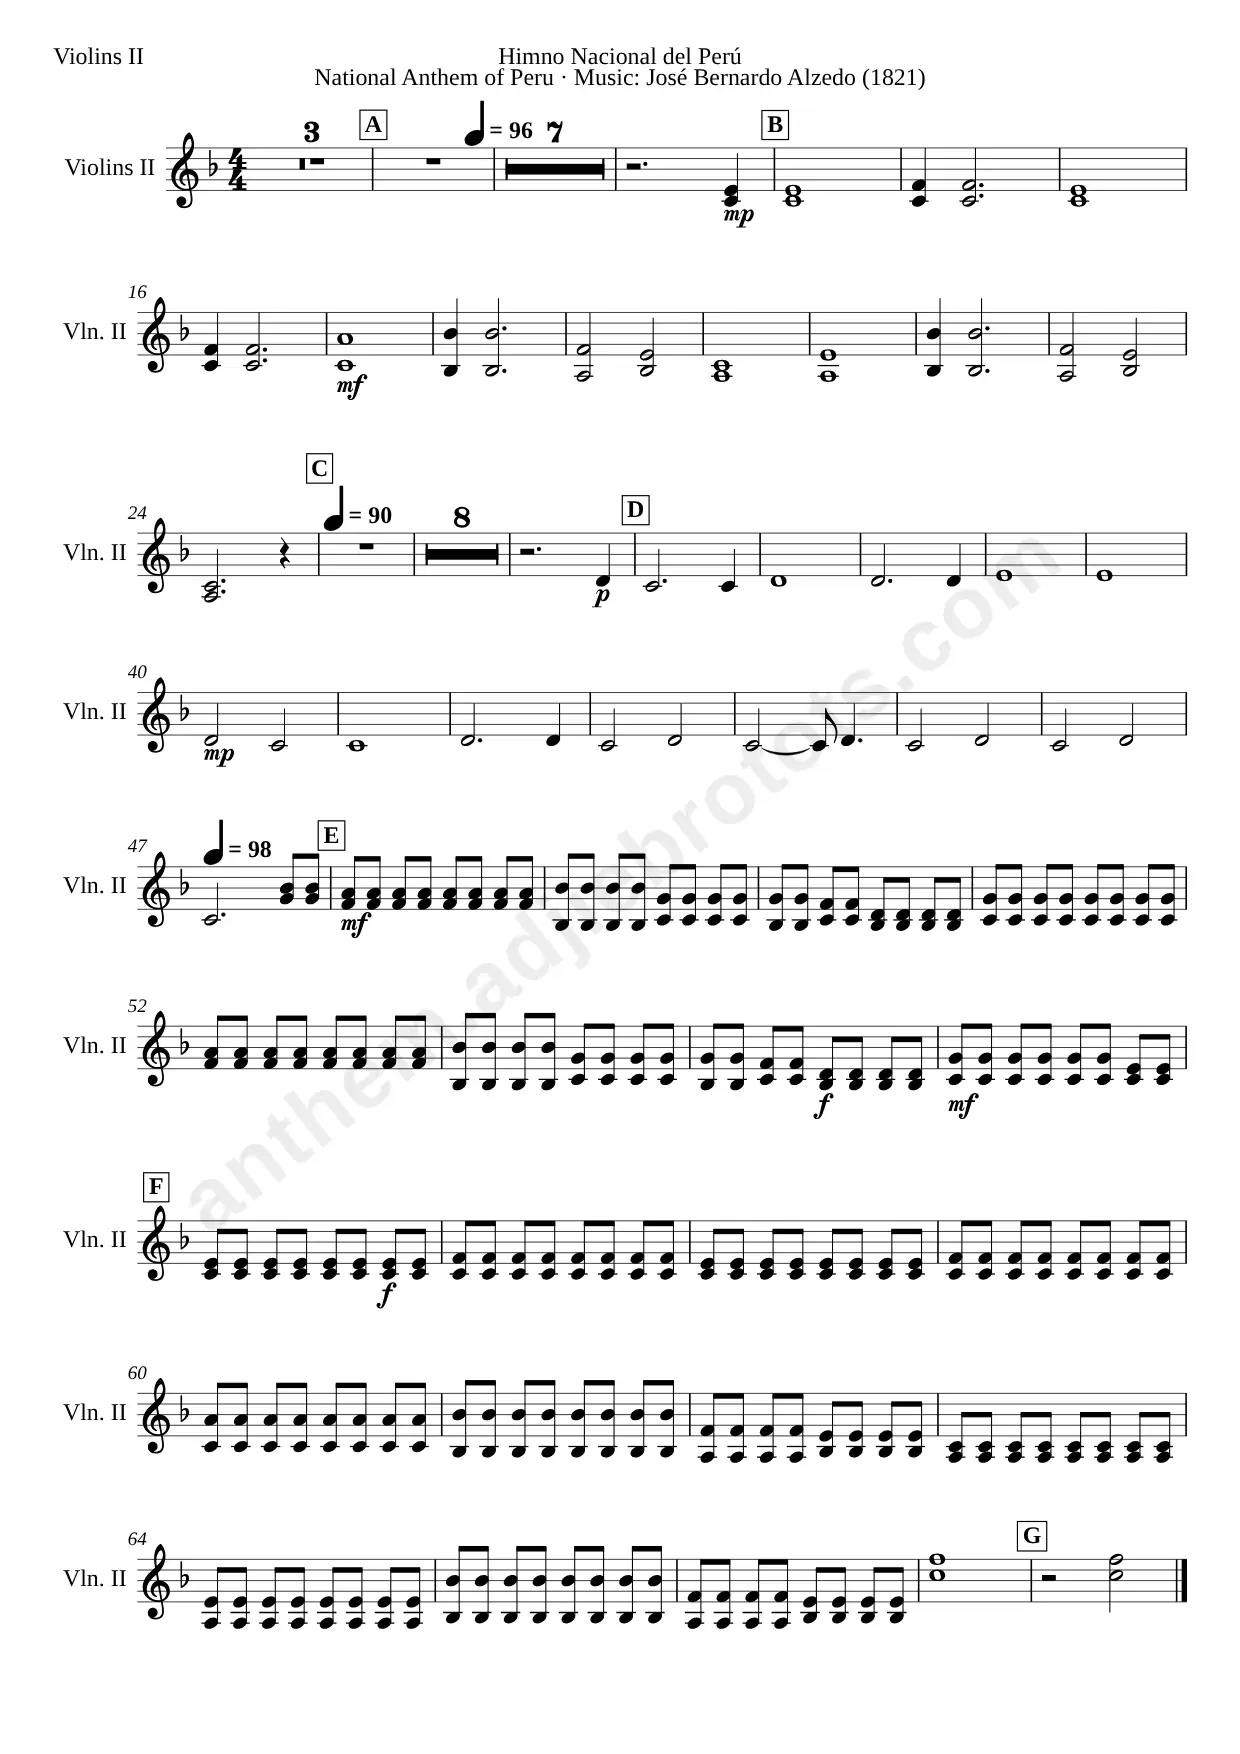 Violins II
Himno Nacional del Perú
National Anthem of Peru · Music: José Bernardo Alzedo (1821)
3 A = 96 7 B
Violins II
mp
16
Vln. II
mf
C
24 = 90 8 D
Vln. II
p
40
Vln. II
mp
47 = 98 E
Vln. II
mf
52
Vln. II
f mf
F
Vln. II
f
60
Vln. II
G
64
Vln. II
anthem.adjiebrotots.com